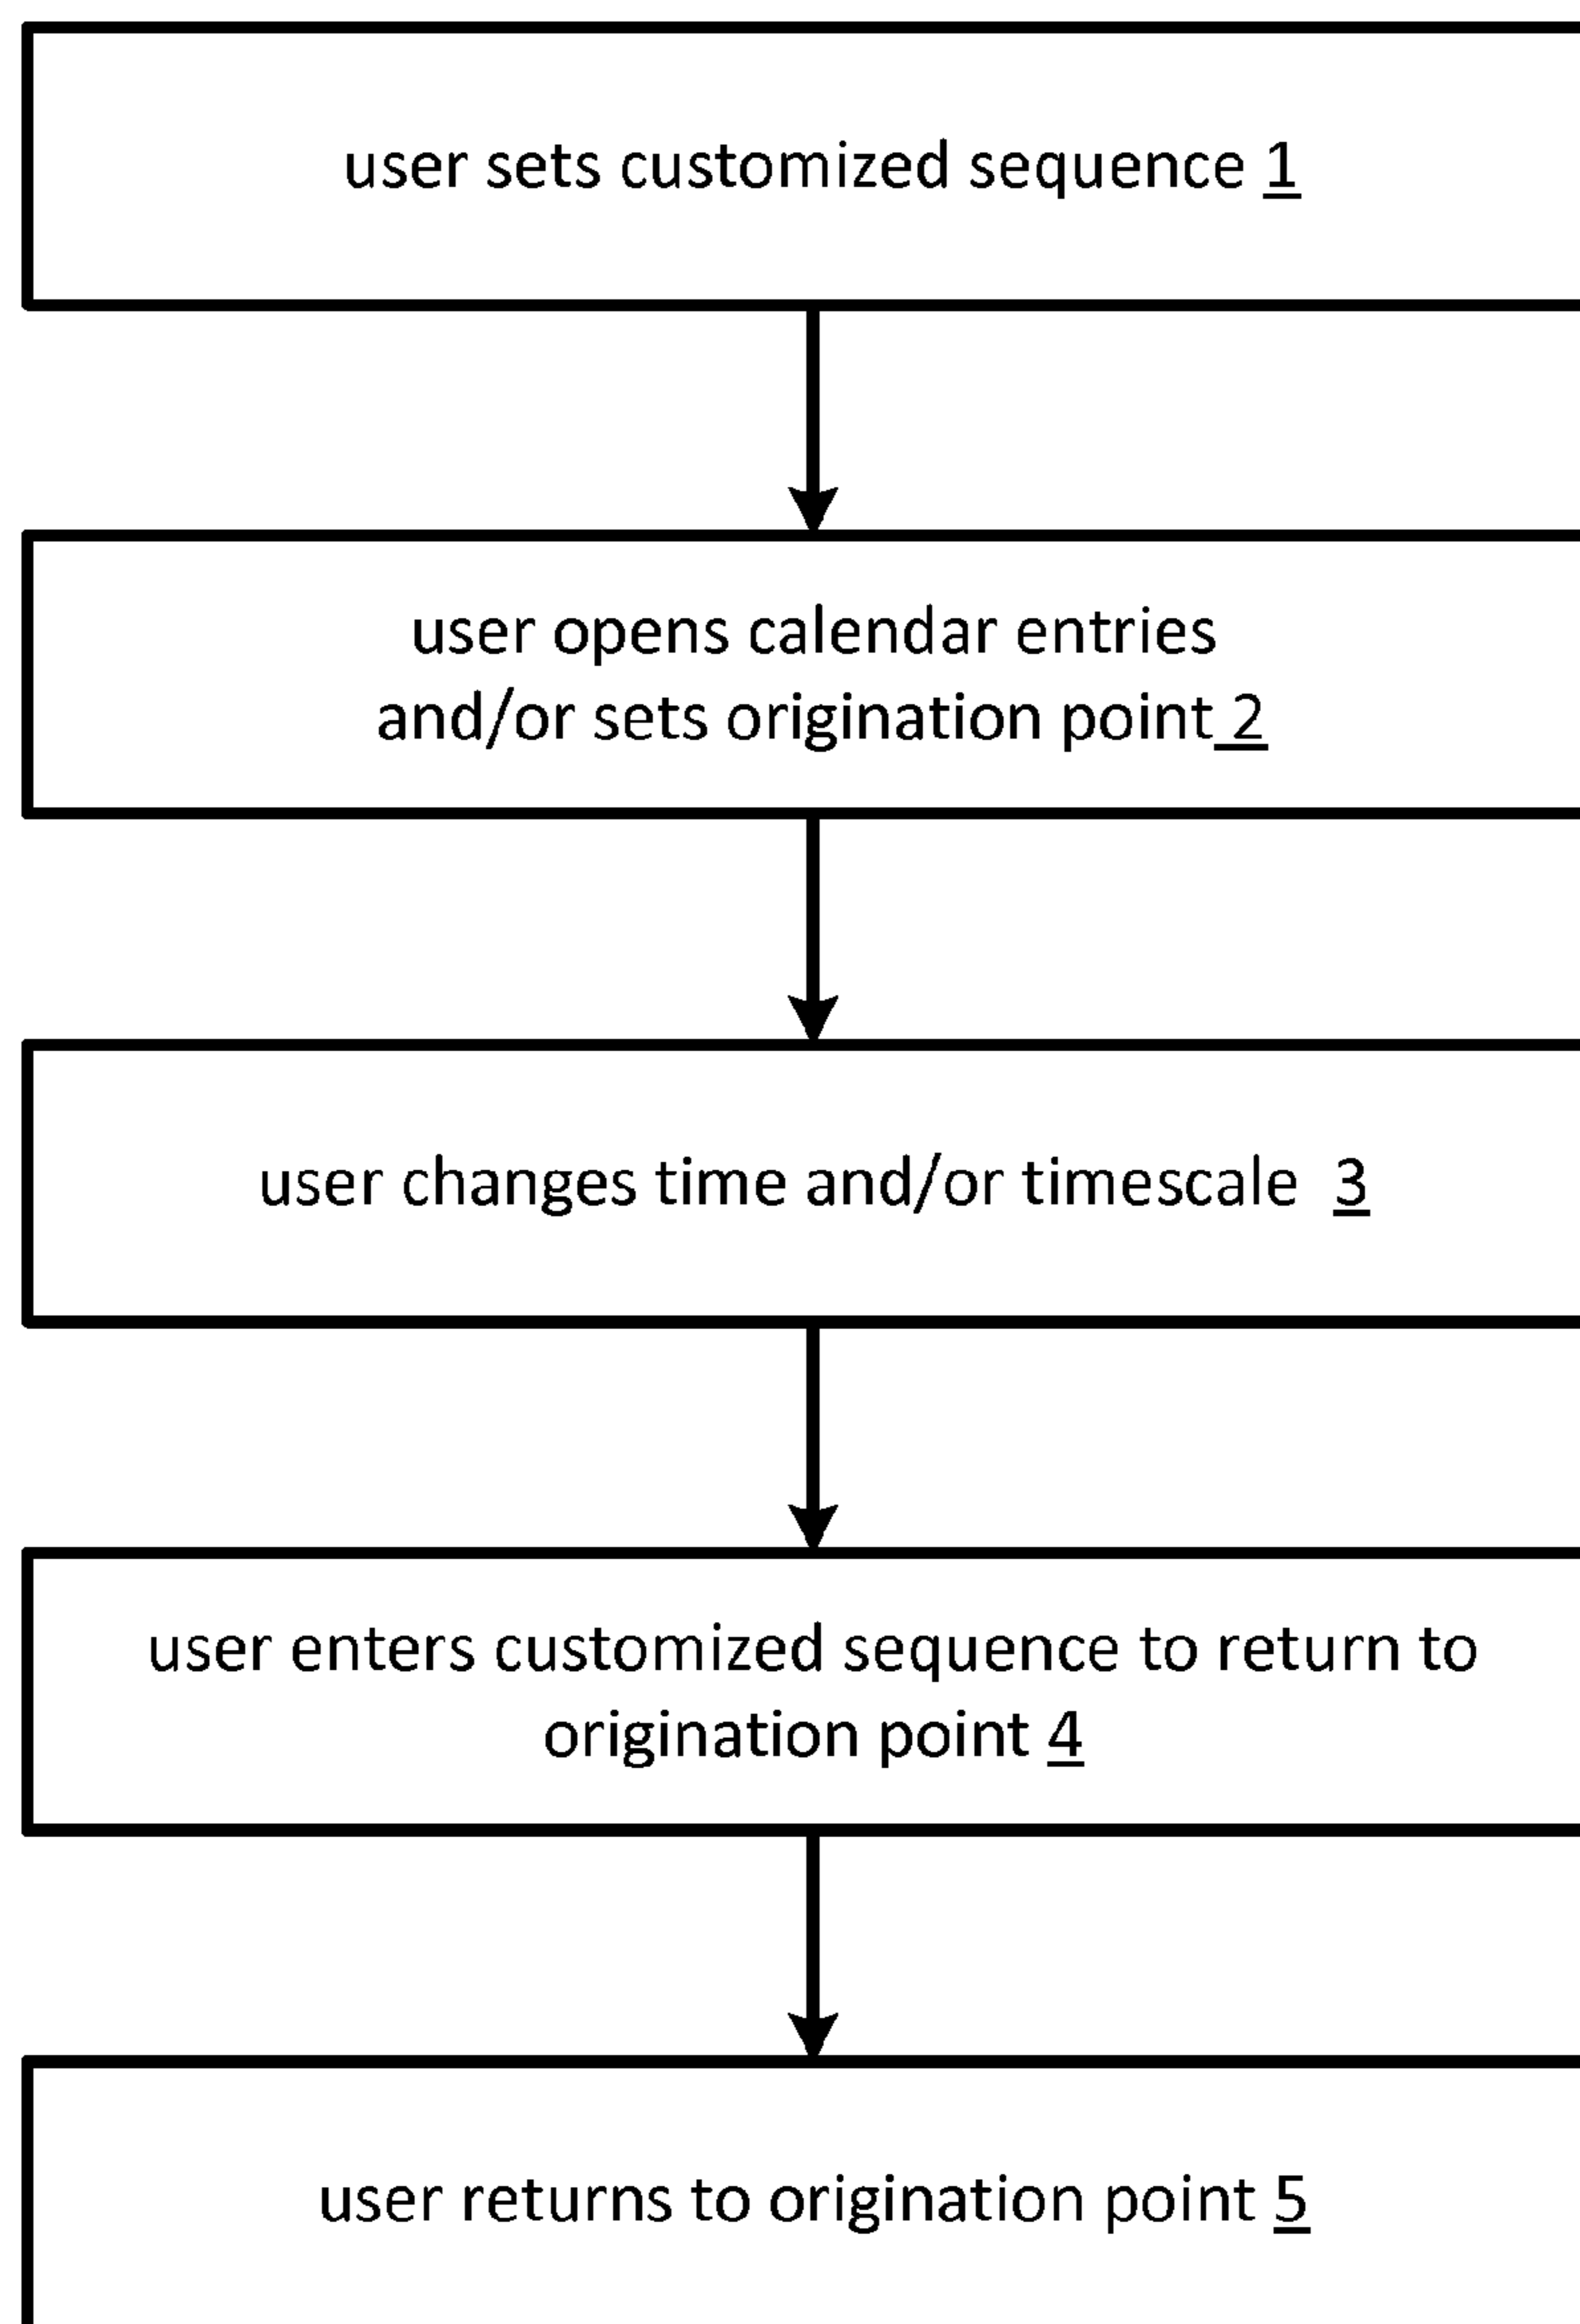 user sets customized sequence 1
user opens calendar entries
and/or sets origination point 2
user changes time and/or timescale 3
user enters customized sequence to return to
origination point 4
user returns to origination point 5